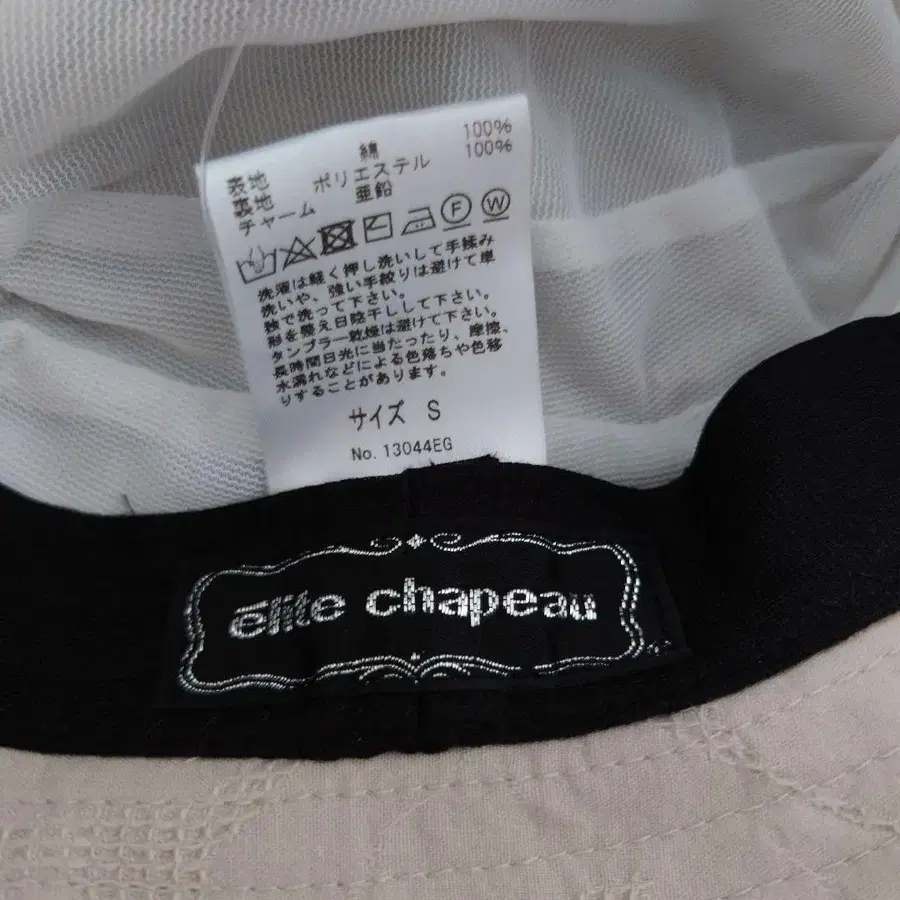 表地 綿 100%
裏地 ポリエステル 100%
チャーム 亜鉛
F W
洗濯は軽く押し洗いして手揉み
洗いや、強い手絞りは避けて単
独で洗って下さい。
形を整え日陰干しして下さい。
タンブラー乾燥は避けて下さい。
長時間日光に当たったり、摩擦、
水濡れなどによる色落ちや色移
りすることがあります。
サイズ S
No. 13044EG
élite chapeau